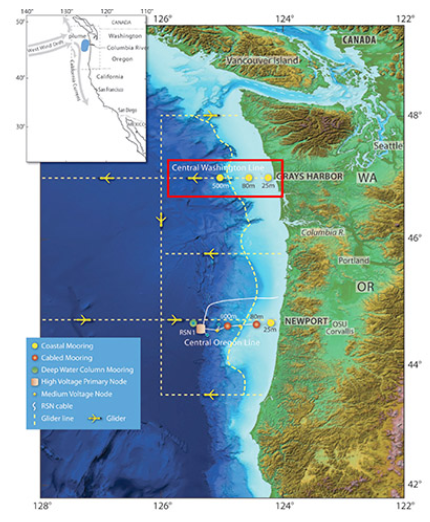 140° 130° 120° 110°
50°
40°
30°
CANADA
Washington
Columbia River
Oregon
California
San Francisco
San Diego
MEXICO
plume
West Wind Drift
California Current
126° 124° 122°
CANADA
Vancouver Island
48°
Seattle
Central Washington Line
GRAYS HARBOR
WA
500m 80m 25m
Columbia R.
46°
Portland
OR
500m 80m
25m
NEWPORT
OSU
Corvallis
RSN1
Central Oregon Line
Coastal Mooring
Cabled Mooring
Deep Water Column Mooring
High Voltage Primary Node
Medium Voltage Node
RSN cable
Glider line
Glider
44°
42°
128° 126° 124° 122°